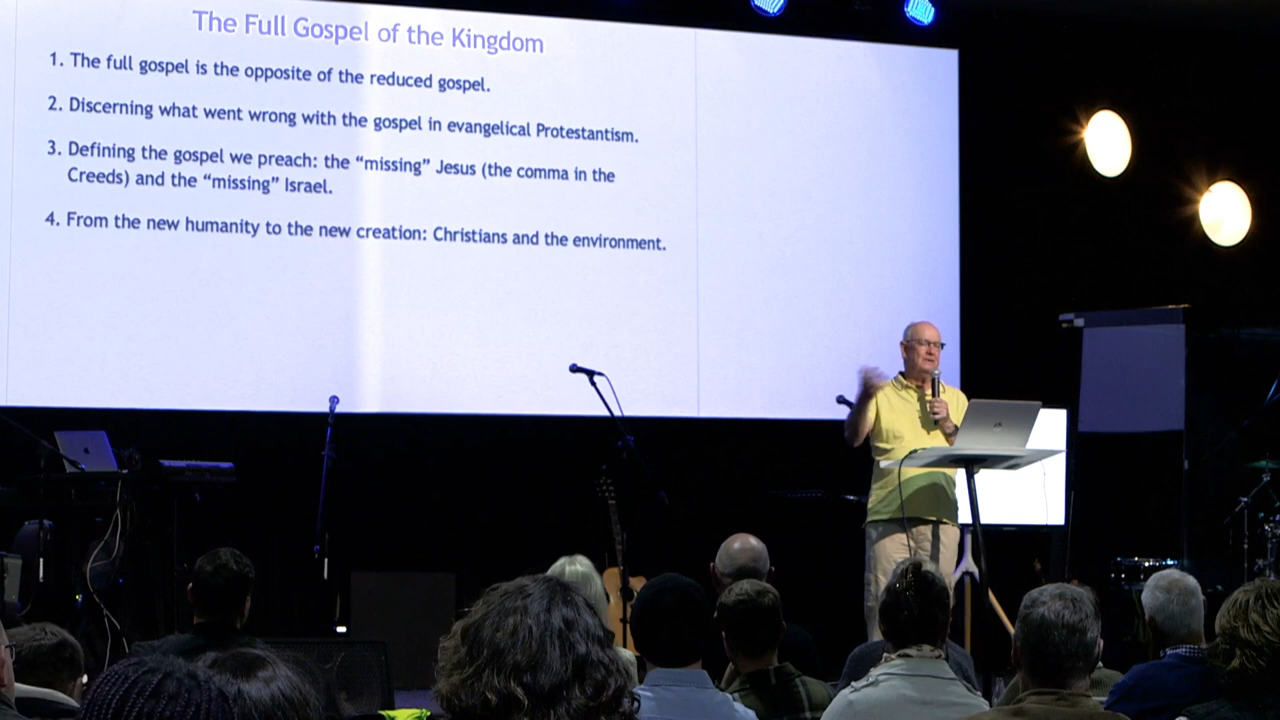 The Full Gospel of the Kingdom
1. The full gospel is the opposite of the reduced gospel.
2. Discerning what went wrong with the gospel in evangelical Protestantism.
3. Defining the gospel we preach: the “missing” Jesus (the comma in the
Creeds) and the “missing” Israel.
4. From the new humanity to the new creation: Christians and the environment.